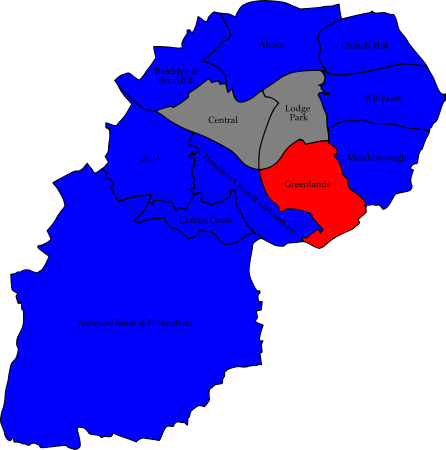 Abbey
Church Hill
Batchley &
Brockhill
Winyates
Lodge
Park
Central
Matchborough
West
Greenlands
Headless Cross & Oakenshaw
Crabbs Cross
Astwood Bank & Feckenham